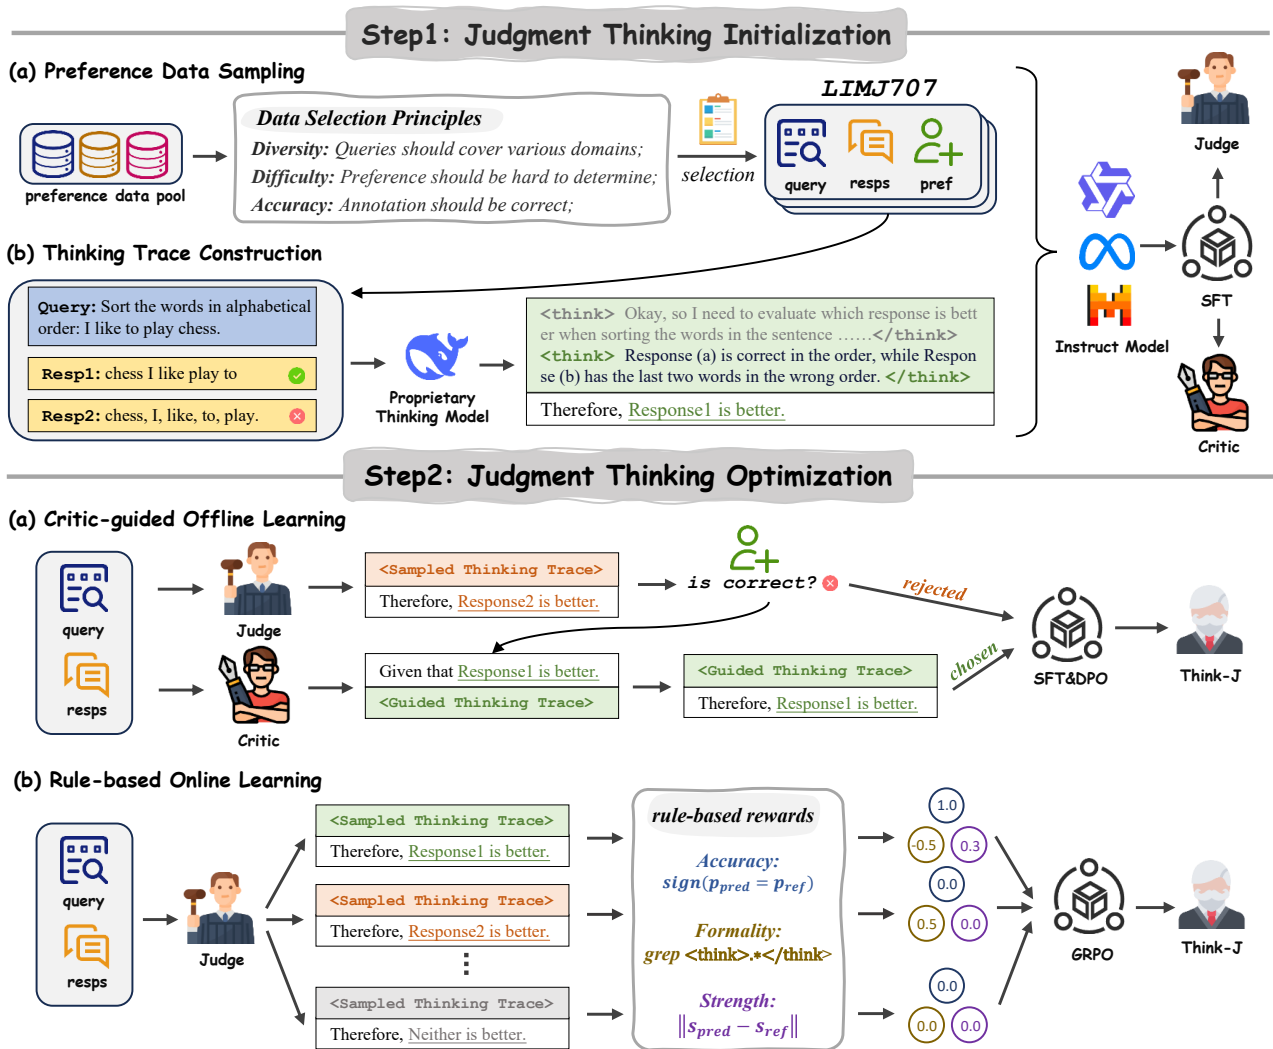 Step1: Judgment Thinking Initialization
(a) Preference Data Sampling
preference data pool
Data Selection Principles
Diversity: Queries should cover various domains;
Difficulty: Preference should be hard to determine;
Accuracy: Annotation should be correct;
selection
LIMJ707
query
resps
pref
(b) Thinking Trace Construction
Query: Sort the words in alphabetical
order: I like to play chess.
Resp1: chess I like play to
Resp2: chess, I, like, to, play.
Proprietary
Thinking Model
<think> Okay, so I need to evaluate which response is bett
er when sorting the words in the sentence ……</think>
<think> Response (a) is correct in the order, while Respon
se (b) has the last two words in the wrong order. </think>
Therefore, Response1 is better.
Instruct Model
Judge
SFT
Critic
Step2: Judgment Thinking Optimization
(a) Critic-guided Offline Learning
query
resps
Judge
Critic
<Sampled Thinking Trace>
Therefore, Response2 is better.
is correct?
rejected
Given that Response1 is better.
<Guided Thinking Trace>
<Guided Thinking Trace>
Therefore, Response1 is better.
chosen
SFT&DPO
Think-J
(b) Rule-based Online Learning
query
resps
Judge
<Sampled Thinking Trace>
Therefore, Response1 is better.
<Sampled Thinking Trace>
Therefore, Response2 is better.
⋮
<Sampled Thinking Trace>
Therefore, Neither is better.
rule-based rewards
Accuracy:
sign(p_pred = p_ref)
Formality:
grep <think>.*</think>
Strength:
‖s_pred − s_ref‖
1.0
-0.5
0.3
0.0
0.5
0.0
0.0
0.0
0.0
GRPO
Think-J